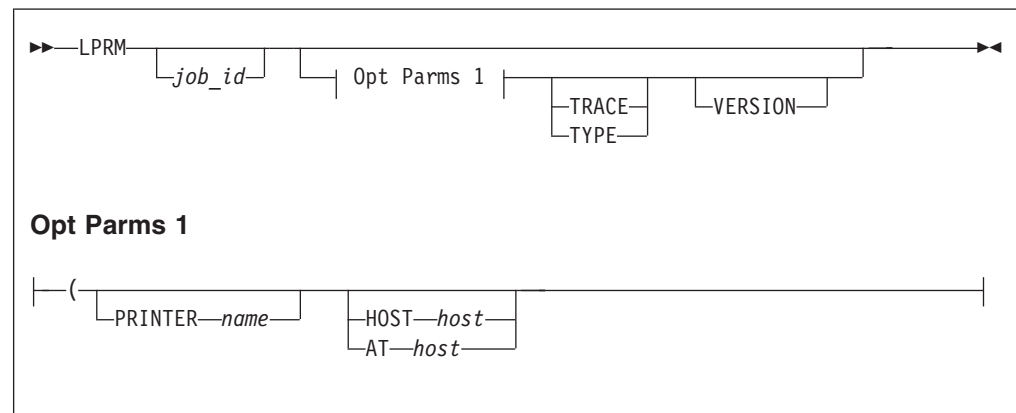 LPRM
job_id
Opt Parms 1
TRACE
VERSION
TYPE
Opt Parms 1
(
PRINTER name
HOST host
AT host